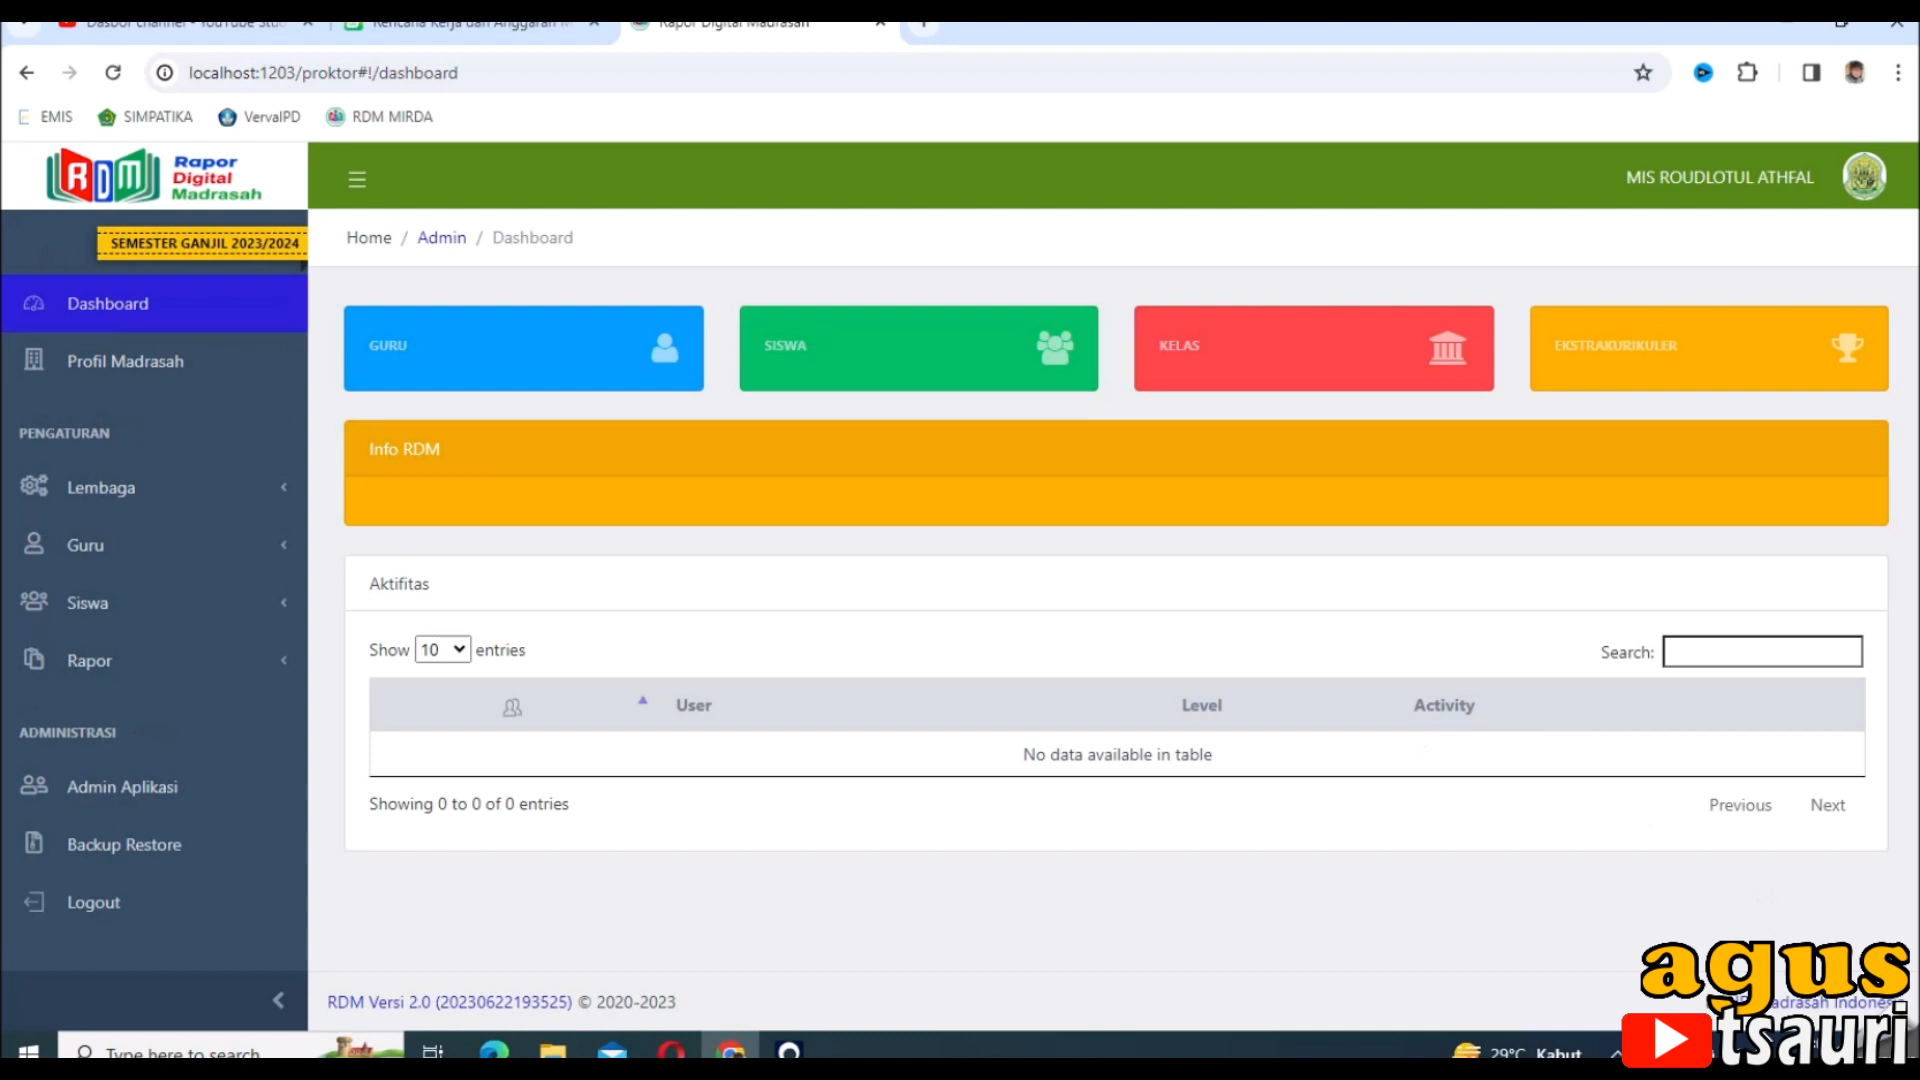 Rapor Digital Madrasah
localhost:1203/proktor#!/dashboard
EMIS
SIMPATIKA
VervalPD
RDM MIRDA
RDM
Rapor
Digital
Madrasah
MIS ROUDLOTUL ATHFAL
SEMESTER GANJIL 2023/2024
Home / Admin / Dashboard
Dashboard
Profil Madrasah
PENGATURAN
Lembaga
Guru
Siswa
Rapor
ADMINISTRASI
Admin Aplikasi
Backup Restore
Logout
GURU
SISWA
KELAS
EKSTRAKURIKULER
Info RDM
Aktifitas
Show 10 entries
Search:
User Level Activity
No data available in table
Showing 0 to 0 of 0 entries
Previous Next
RDM Versi 2.0 (20230622193525) © 2020-2023
Type here to search
29°C Kabut
agus
tsauri